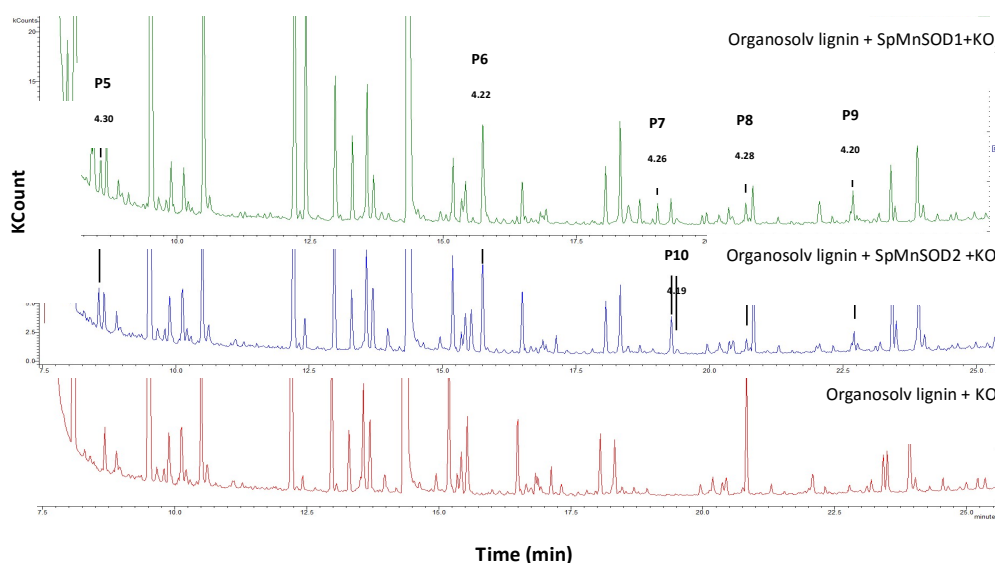 kCounts
20
Organosolv lignin + SpMnSOD1+KO
15
P5
4.30
P6
4.22
P7
4.26
P8
4.28
P9
4.20
KCount
10.0 12.5 15.0 17.5 20
P10
4.19
Organosolv lignin + SpMnSOD2 +KO
2.5
0.0
7.5 10.0 12.5 15.0 17.5 20.0 22.5 25.0
Organosolv lignin + KO
7.5 10.0 12.5 15.0 17.5 20.0 22.5 25.0
minute
Time (min)